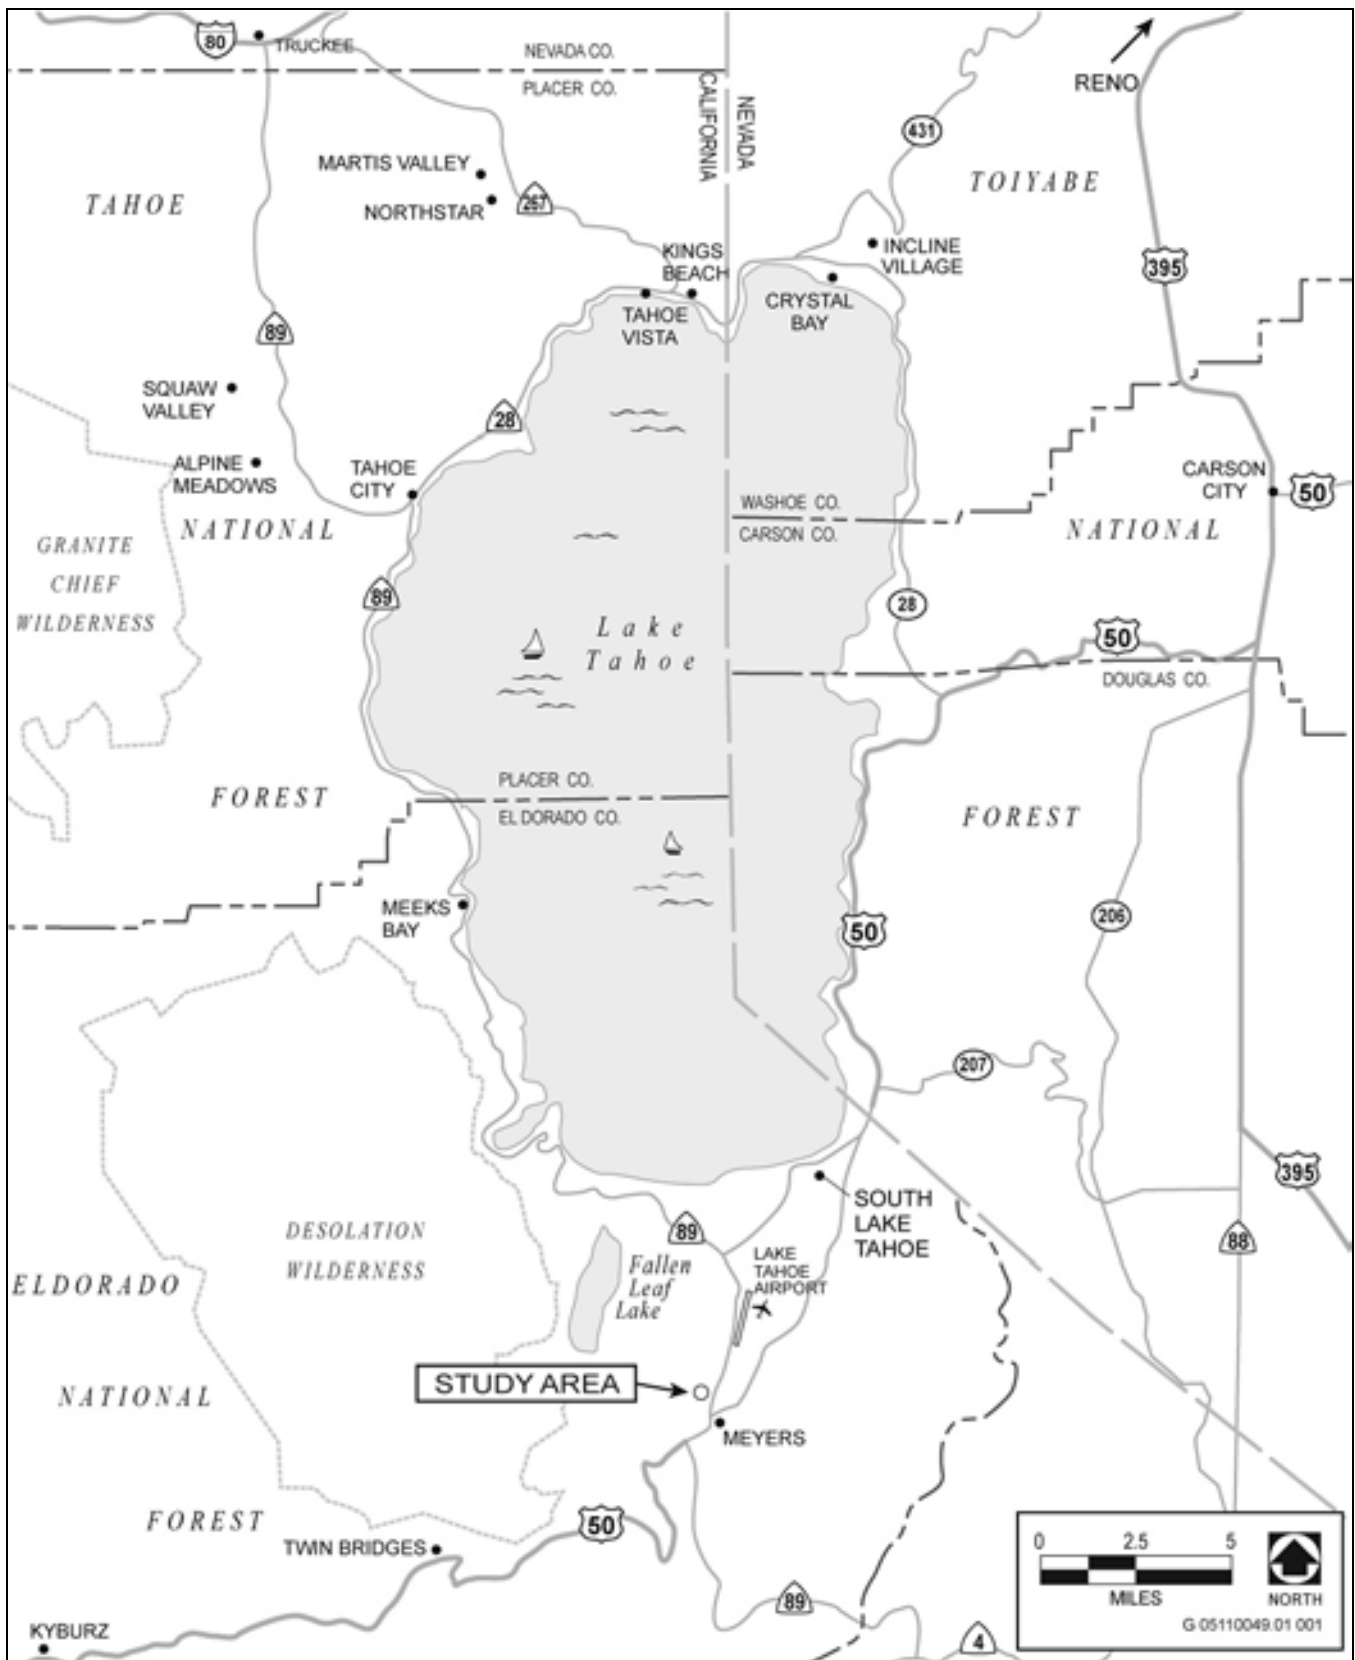 80
TRUCKEE
NEVADA CO.
PLACER CO.
CALIFORNIA
NEVADA
RENO
431
MARTIS VALLEY
NORTHSTAR
267
TAHOE
TOIYABE
KINGS
BEACH
INCLINE
VILLAGE
395
CRYSTAL
BAY
TAHOE
VISTA
89
SQUAW
VALLEY
28
ALPINE
MEADOWS
TAHOE
CITY
CARSON
CITY
50
WASHOE CO.
CARSON CO.
NATIONAL
NATIONAL
GRANITE
CHIEF
WILDERNESS
89
28
Lake
Tahoe
50
DOUGLAS CO.
PLACER CO.
EL DORADO CO.
FOREST
FOREST
MEEKS
BAY
50
206
207
395
SOUTH
LAKE
TAHOE
89
88
DESOLATION
WILDERNESS
Fallen
Leaf
Lake
LAKE
TAHOE
AIRPORT
ELDORADO
STUDY AREA
NATIONAL
MEYERS
FOREST
50
TWIN BRIDGES
89
4
KYBURZ
0 2.5 5
MILES
NORTH
G 05110049.01 001